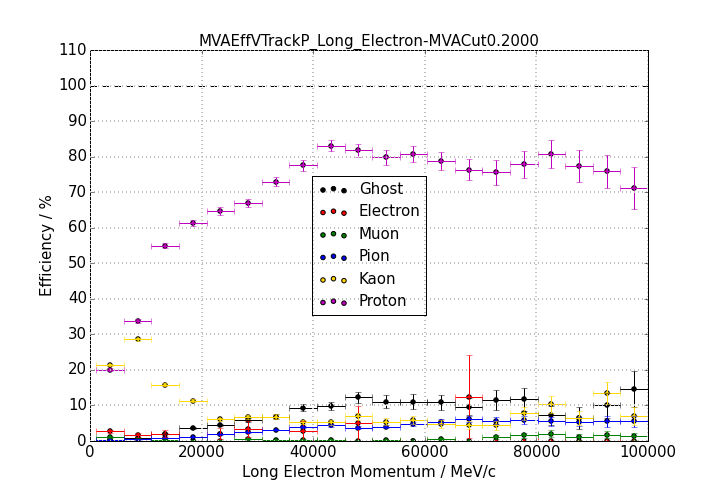 MVAEffVTrackP_Long_Electron-MVACut0.2000
110
100
90
80
70
60
50
40
30
20
10
0
Efficiency / %
Ghost
Electron
Muon
Pion
Kaon
Proton
0 20000 40000 60000 80000 100000
Long Electron Momentum / MeV/c